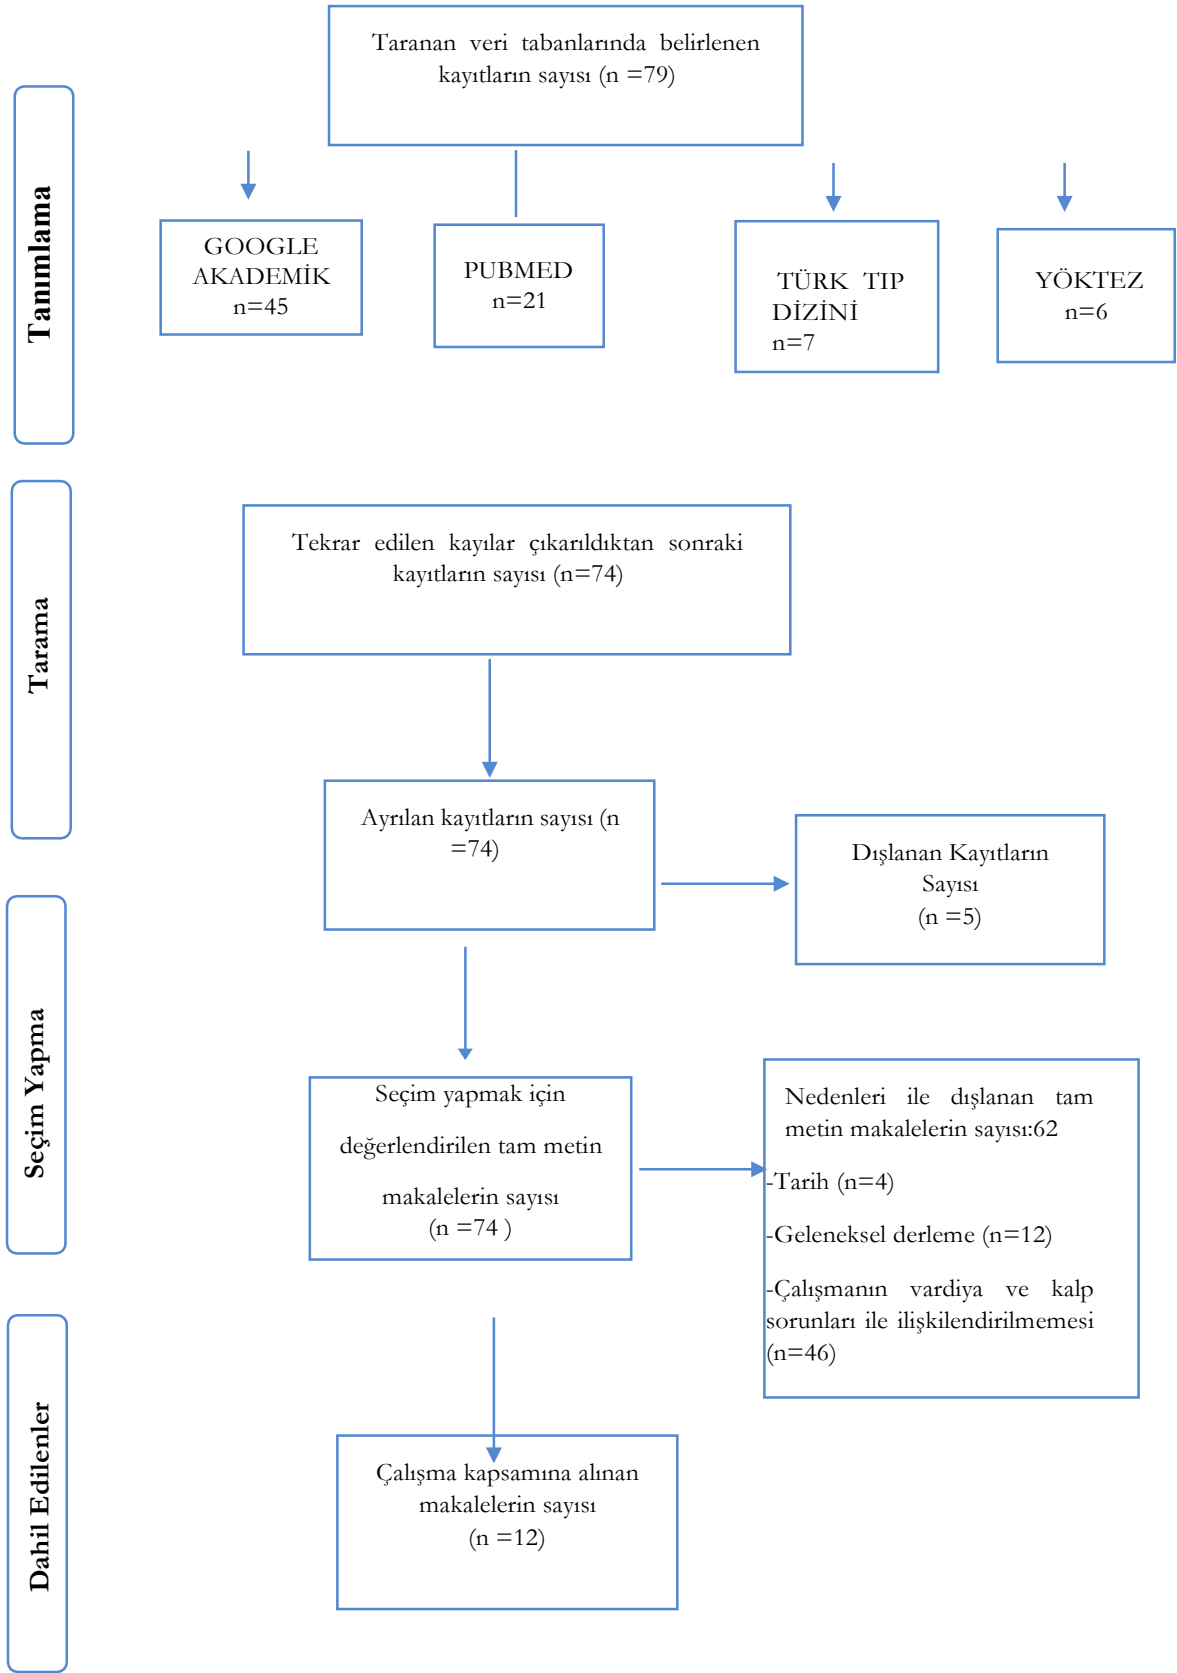 Taranan veri tabanlarında belirlenen
kayıtların sayısı (n =79)
Tanımlama
GOOGLE
AKADEMİK
n=45
PUBMED
n=21
TÜRK TIP
DİZİNİ
n=7
YÖKTEZ
n=6
Tarama
Tekrar edilen kayılar çıkarıldıktan sonraki
kayıtların sayısı (n=74)
Ayrılan kayıtların sayısı (n
=74)
Dışlanan Kayıtların
Sayısı
(n =5)
Seçim Yapma
Seçim yapmak için
değerlendirilen tam metin
makalelerin sayısı
(n =74 )
Nedenleri ile dışlanan tam
metin makalelerin sayısı:62
-Tarih (n=4)
-Geleneksel derleme (n=12)
-Çalışmanın vardiya ve kalp
sorunları ile ilişkilendirilmemesi
(n=46)
Dahil Edilenler
Çalışma kapsamına alınan
makalelerin sayısı
(n =12)